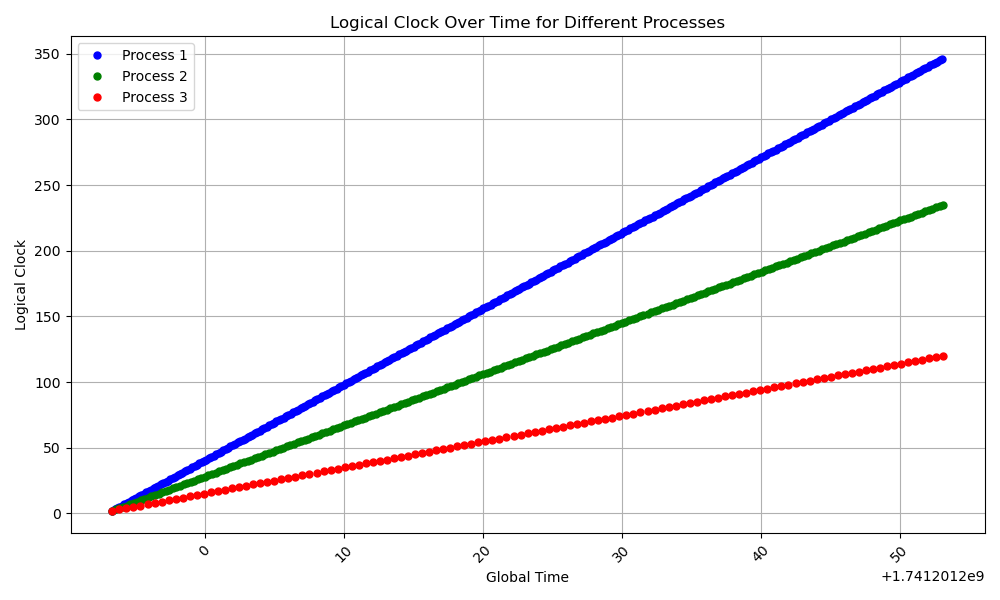 Logical Clock Over Time for Different Processes
Process 1
Process 2
Process 3
350
300
250
200
150
100
50
0
Logical Clock
0 10 20 30 40 50
Global Time
+1.7412012e9